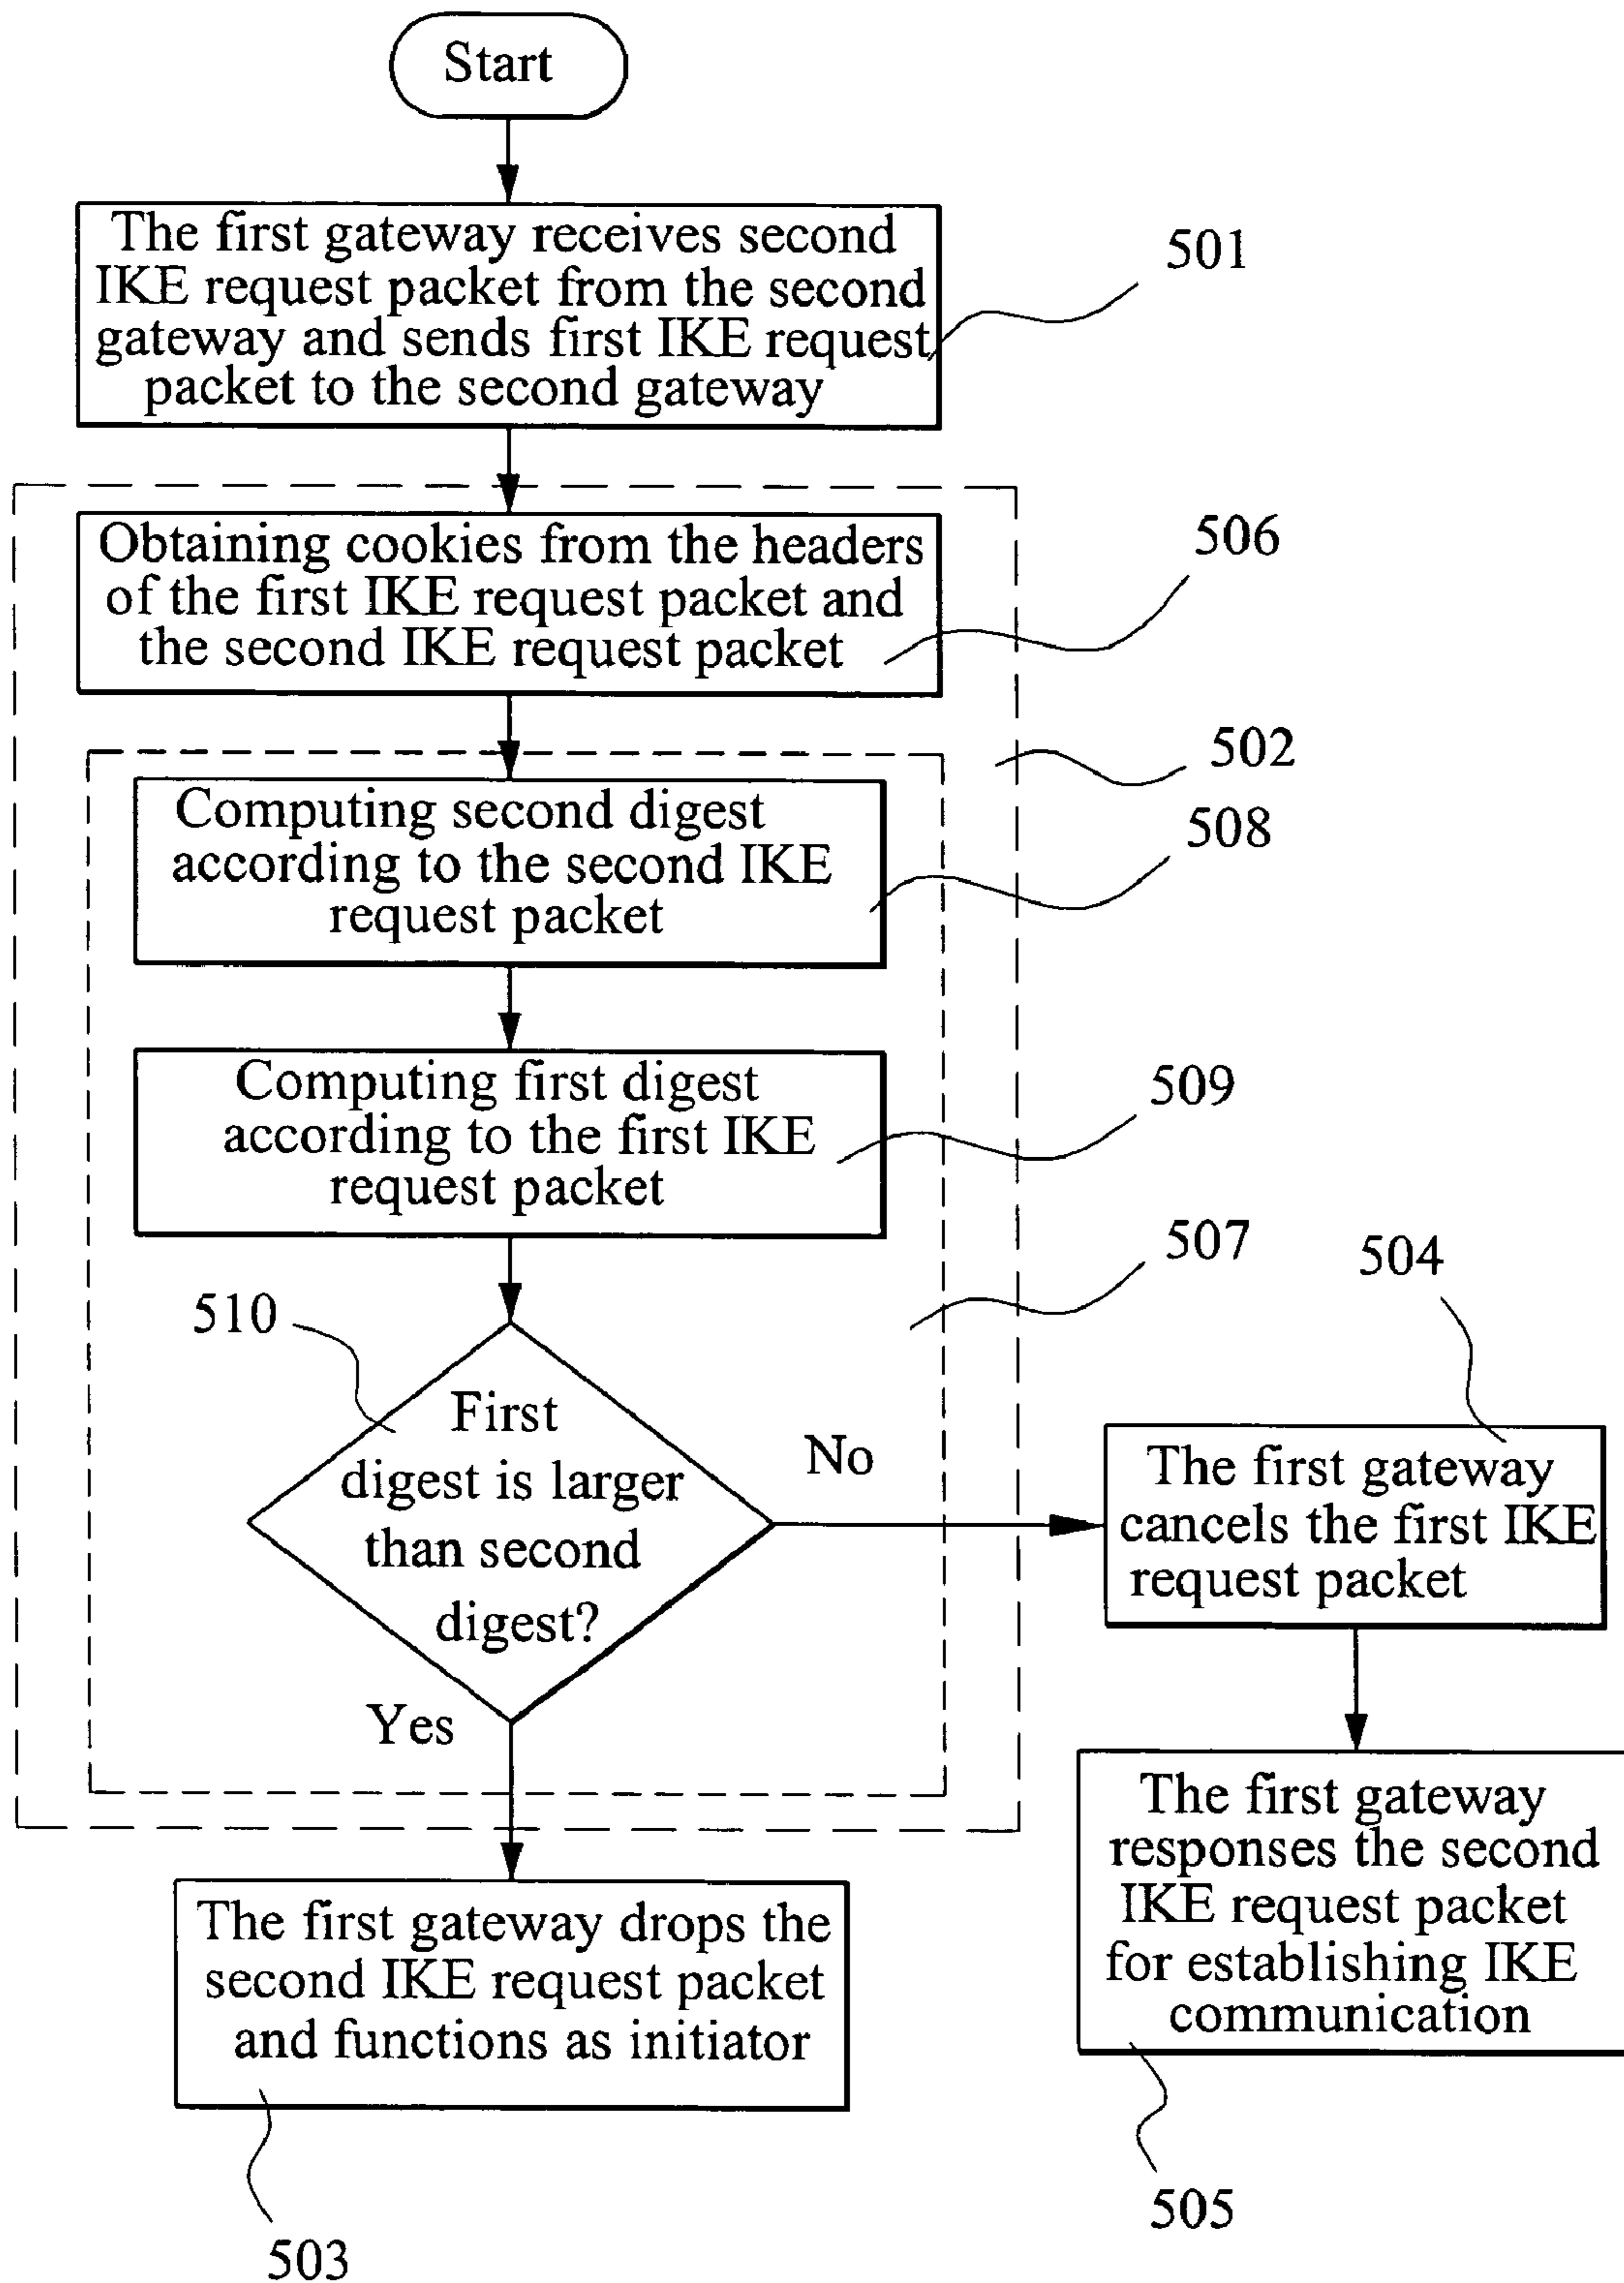 Start
The first gateway receives second
IKE request packet from the second
gateway and sends first IKE request
packet to the second gateway
501
Obtaining cookies from the headers
of the first IKE request packet and
the second IKE request packet
506
502
Computing second digest
according to the second IKE
request packet
508
Computing first digest
according to the first IKE
request packet
509
507
504
510
First
digest is larger
than second
digest?
No
Yes
The first gateway
cancels the first IKE
request packet
The first gateway
responses the second
IKE request packet
for establishing IKE
communication
The first gateway drops the
second IKE request packet
and functions as initiator
505
503